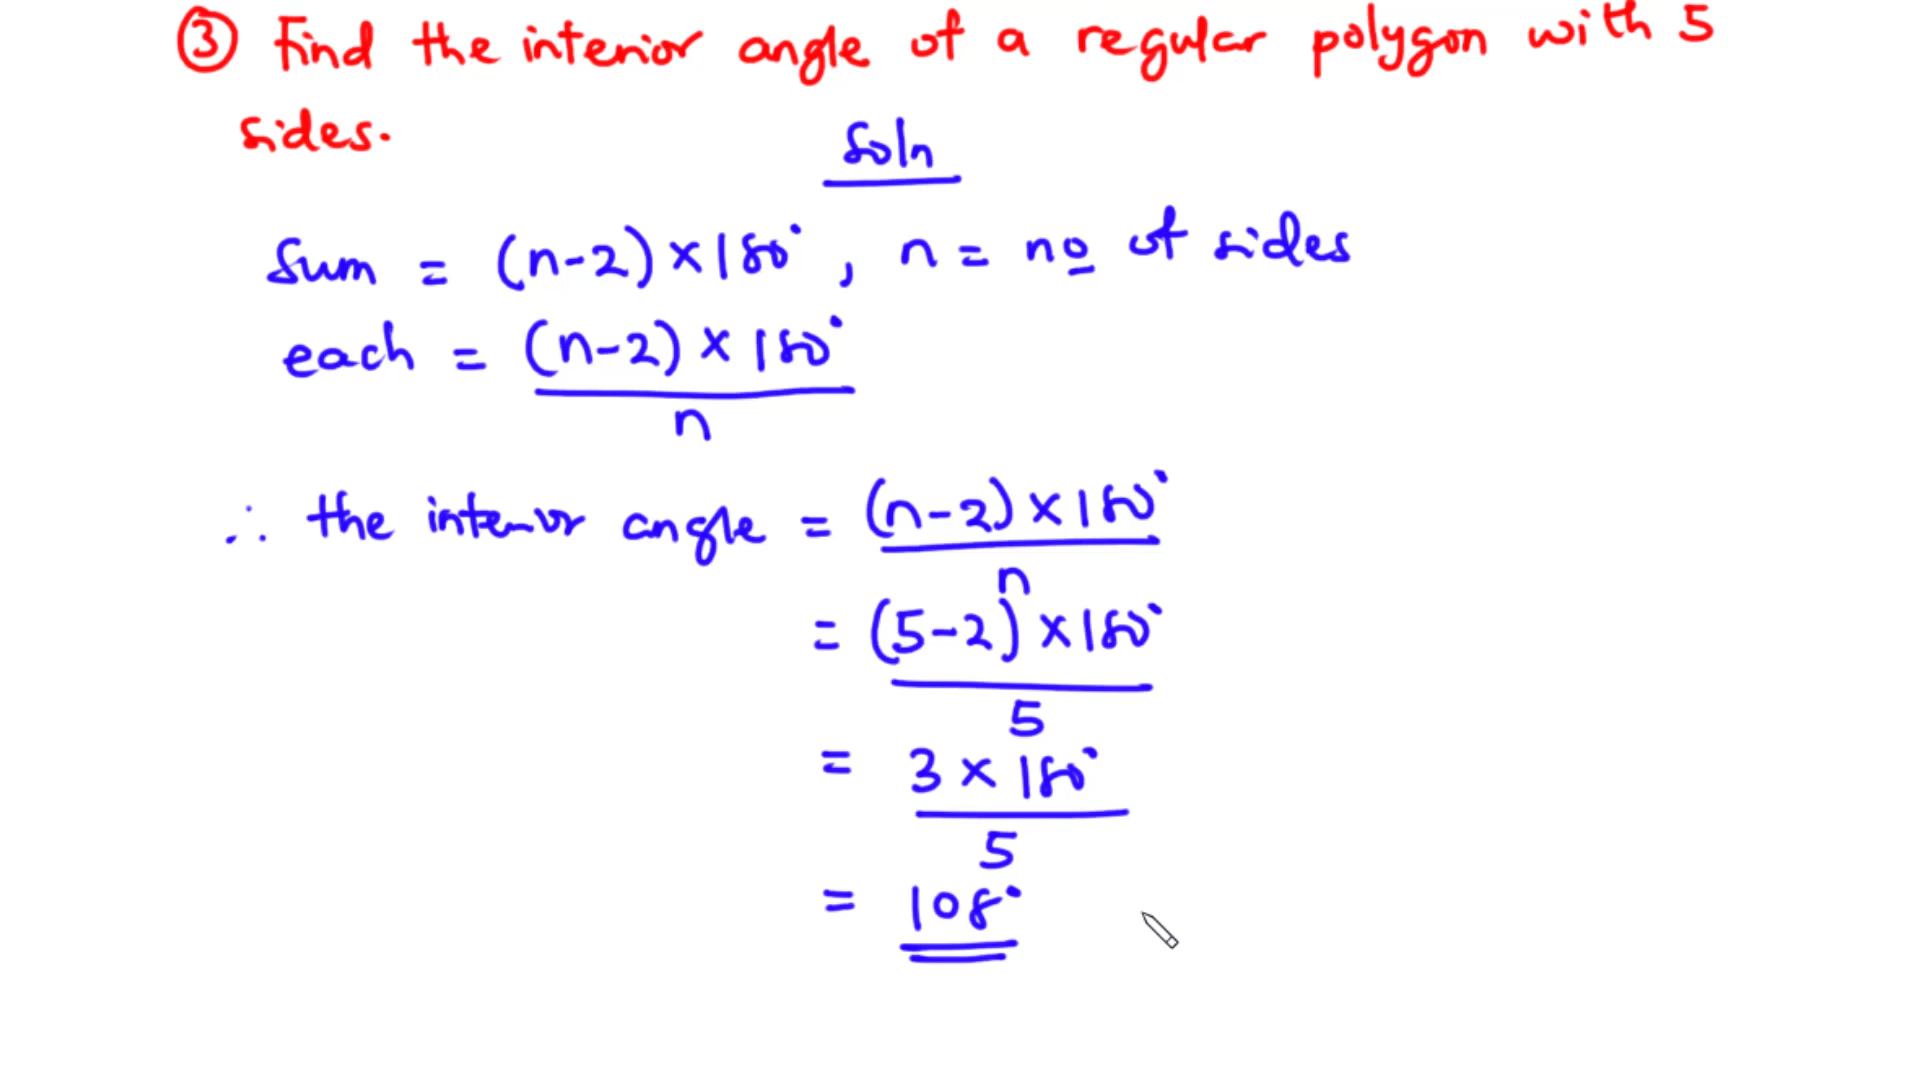 ③ Find the interior angle of a regular polygon with 5
sides.
Soln
Sum = (n-2) × 180°, n = no of sides
each = (n-2) × 180°
n
∴ the interior angle = (n-2) × 180°
n
= (5-2) × 180°
5
= 3 × 180°
5
= 108°